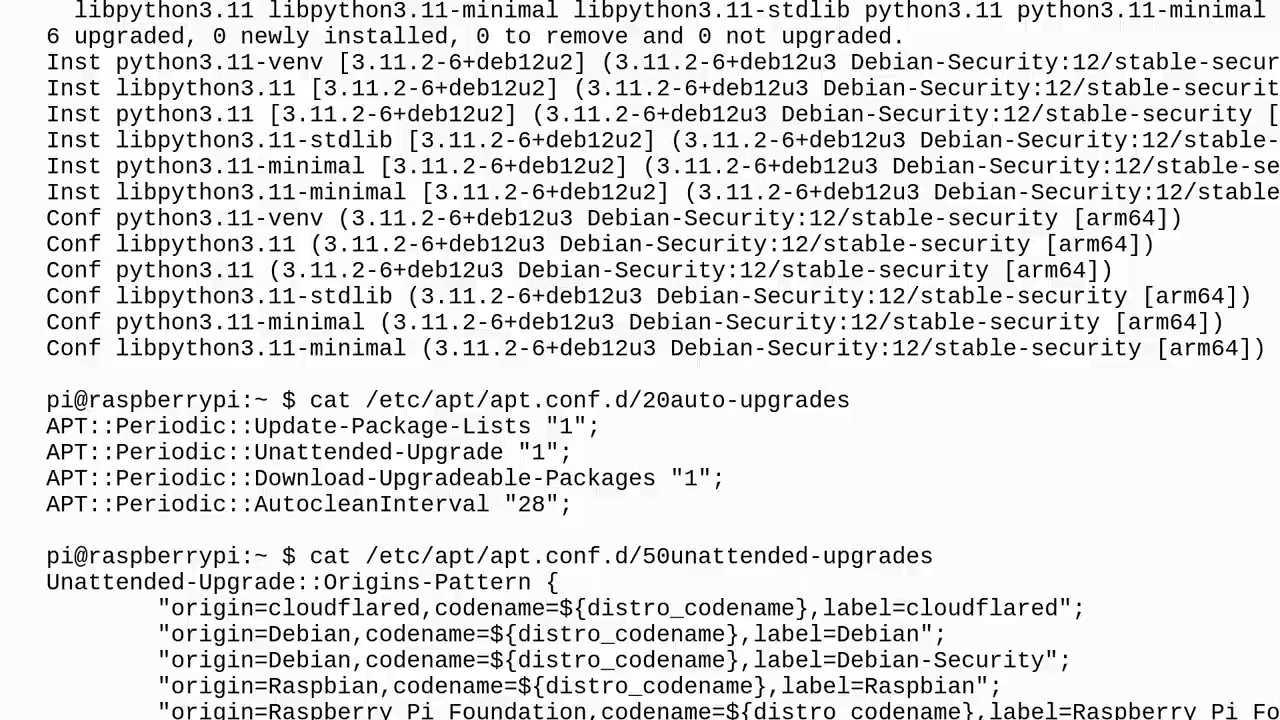 libpython3.11 libpython3.11-minimal libpython3.11-stdlib python3.11 python3.11-minimal
6 upgraded, 0 newly installed, 0 to remove and 0 not upgraded.
Inst python3.11-venv [3.11.2-6+deb12u2] (3.11.2-6+deb12u3 Debian-Security:12/stable-secur
Inst libpython3.11 [3.11.2-6+deb12u2] (3.11.2-6+deb12u3 Debian-Security:12/stable-securit
Inst python3.11 [3.11.2-6+deb12u2] (3.11.2-6+deb12u3 Debian-Security:12/stable-security [
Inst libpython3.11-stdlib [3.11.2-6+deb12u2] (3.11.2-6+deb12u3 Debian-Security:12/stable-
Inst python3.11-minimal [3.11.2-6+deb12u2] (3.11.2-6+deb12u3 Debian-Security:12/stable-se
Inst libpython3.11-minimal [3.11.2-6+deb12u2] (3.11.2-6+deb12u3 Debian-Security:12/stable
Conf python3.11-venv (3.11.2-6+deb12u3 Debian-Security:12/stable-security [arm64])
Conf libpython3.11 (3.11.2-6+deb12u3 Debian-Security:12/stable-security [arm64])
Conf python3.11 (3.11.2-6+deb12u3 Debian-Security:12/stable-security [arm64])
Conf libpython3.11-stdlib (3.11.2-6+deb12u3 Debian-Security:12/stable-security [arm64])
Conf python3.11-minimal (3.11.2-6+deb12u3 Debian-Security:12/stable-security [arm64])
Conf libpython3.11-minimal (3.11.2-6+deb12u3 Debian-Security:12/stable-security [arm64])
pi@raspberrypi:~ $ cat /etc/apt/apt.conf.d/20auto-upgrades
APT::Periodic::Update-Package-Lists "1";
APT::Periodic::Unattended-Upgrade "1";
APT::Periodic::Download-Upgradeable-Packages "1";
APT::Periodic::AutocleanInterval "28";
pi@raspberrypi:~ $ cat /etc/apt/apt.conf.d/50unattended-upgrades
Unattended-Upgrade::Origins-Pattern {
"origin=cloudflared,codename=${distro_codename},label=cloudflared";
"origin=Debian,codename=${distro_codename},label=Debian";
"origin=Debian,codename=${distro_codename},label=Debian-Security";
"origin=Raspbian,codename=${distro_codename},label=Raspbian";
"origin=Raspberry Pi Foundation,codename=${distro_codename},label=Raspberry Pi Fo